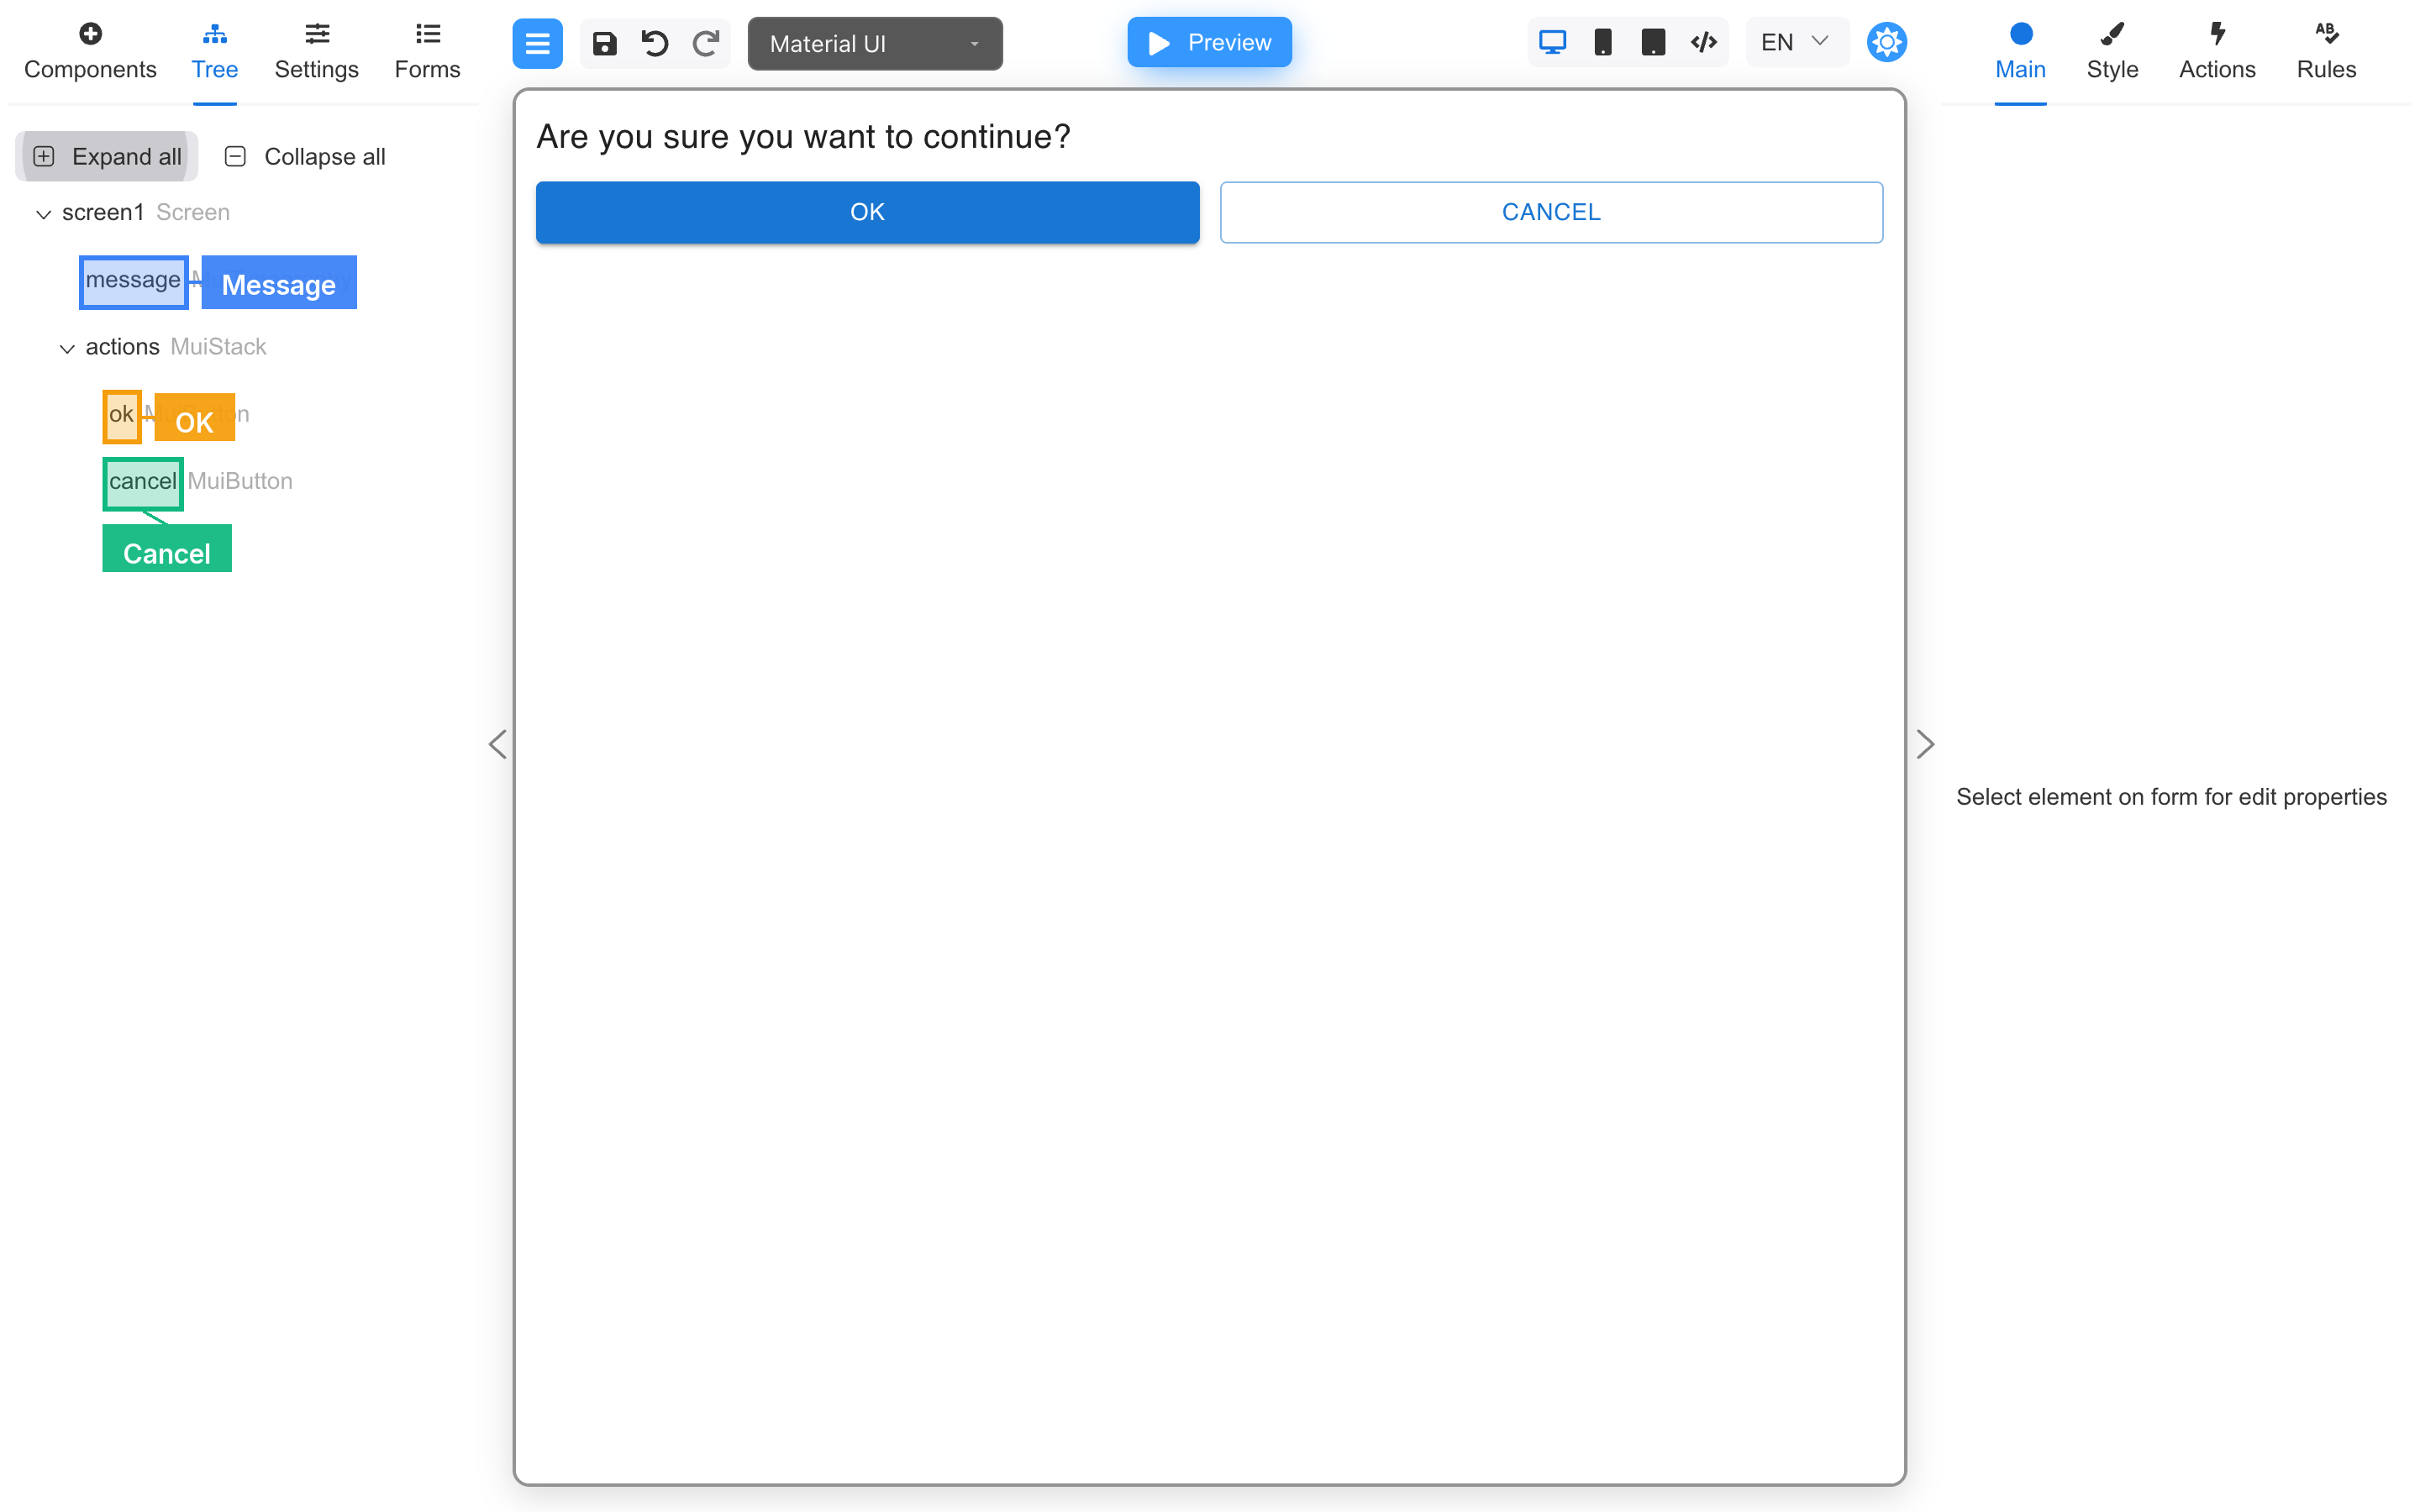 Components Tree Settings Forms
Material UI
Preview
EN
Main Style Actions Rules
Expand all Collapse all
screen1 Screen
message Message
actions MuiStack
ok OK
cancel MuiButton
Cancel
Are you sure you want to continue?
OK CANCEL
Select element on form for edit properties